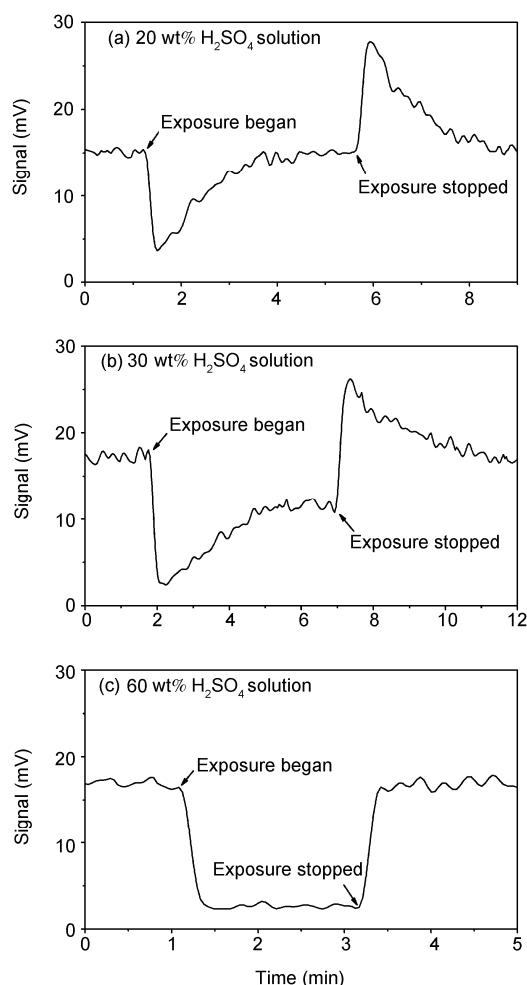 (a) 20 wt% H₂SO₄ solution
30
20
10
0
Signal (mV)
Exposure began
Exposure stopped
0 2 4 6 8
(b) 30 wt% H₂SO₄ solution
30
20
10
0
Signal (mV)
Exposure began
Exposure stopped
0 2 4 6 8 10 12
(c) 60 wt% H₂SO₄ solution
30
20
10
0
Signal (mV)
Exposure began
Exposure stopped
0 1 2 3 4 5
Time (min)